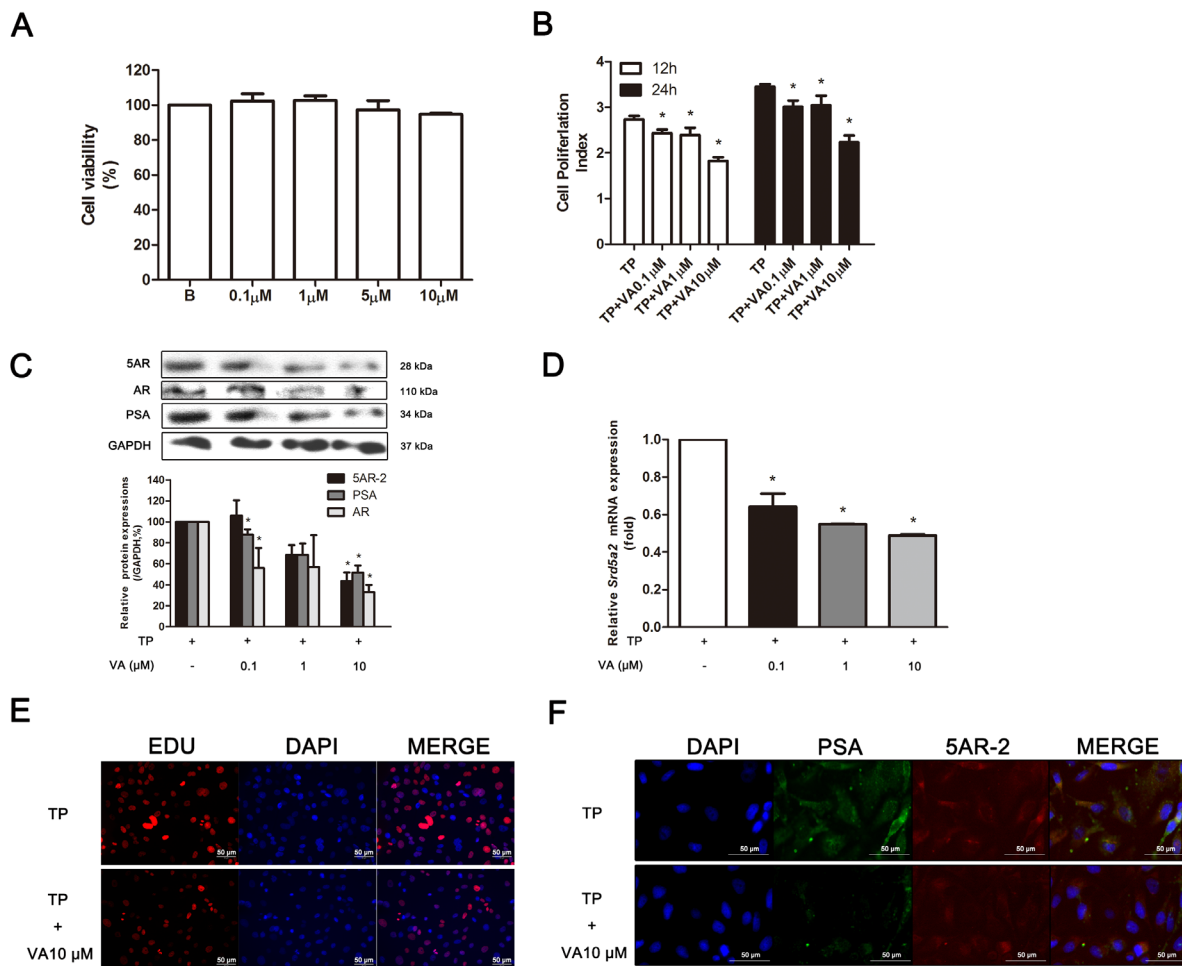 A
120
100
80
60
40
20
0
Cell viabillity
(%)
B
0.1μM
1μM
5μM
10μM
B
4
3
2
1
0
Cell Poliferlation
Index
12h
24h
TP
TP+VA0.1μM
TP+VA1μM
TP+VA10μM
TP
TP+VA0.1μM
TP+VA1μM
TP+VA10μM
* * * * * *
C
5AR 28 kDa
AR 110 kDa
PSA 34 kDa
GAPDH 37 kDa
140
120
100
80
60
40
20
0
Relative protein expressions
(/GAPDH,%)
5AR-2
PSA
AR
* * * * *
TP + + + +
VA (μM) - 0.1 1 10
D
1.0
0.8
0.6
0.4
0.2
0.0
Relative Srd5a2 mRNA expression
(fold)
* * *
+ + + +
- 0.1 1 10
E
EDU DAPI MERGE
TP
50 μm 50 μm 50 μm
TP
+
VA10 μM
50 μm 50 μm 50 μm
F
DAPI PSA 5AR-2 MERGE
TP
50 μm 50 μm 50 μm 50 μm
TP
+
VA10 μM
50 μm 50 μm 50 μm 50 μm